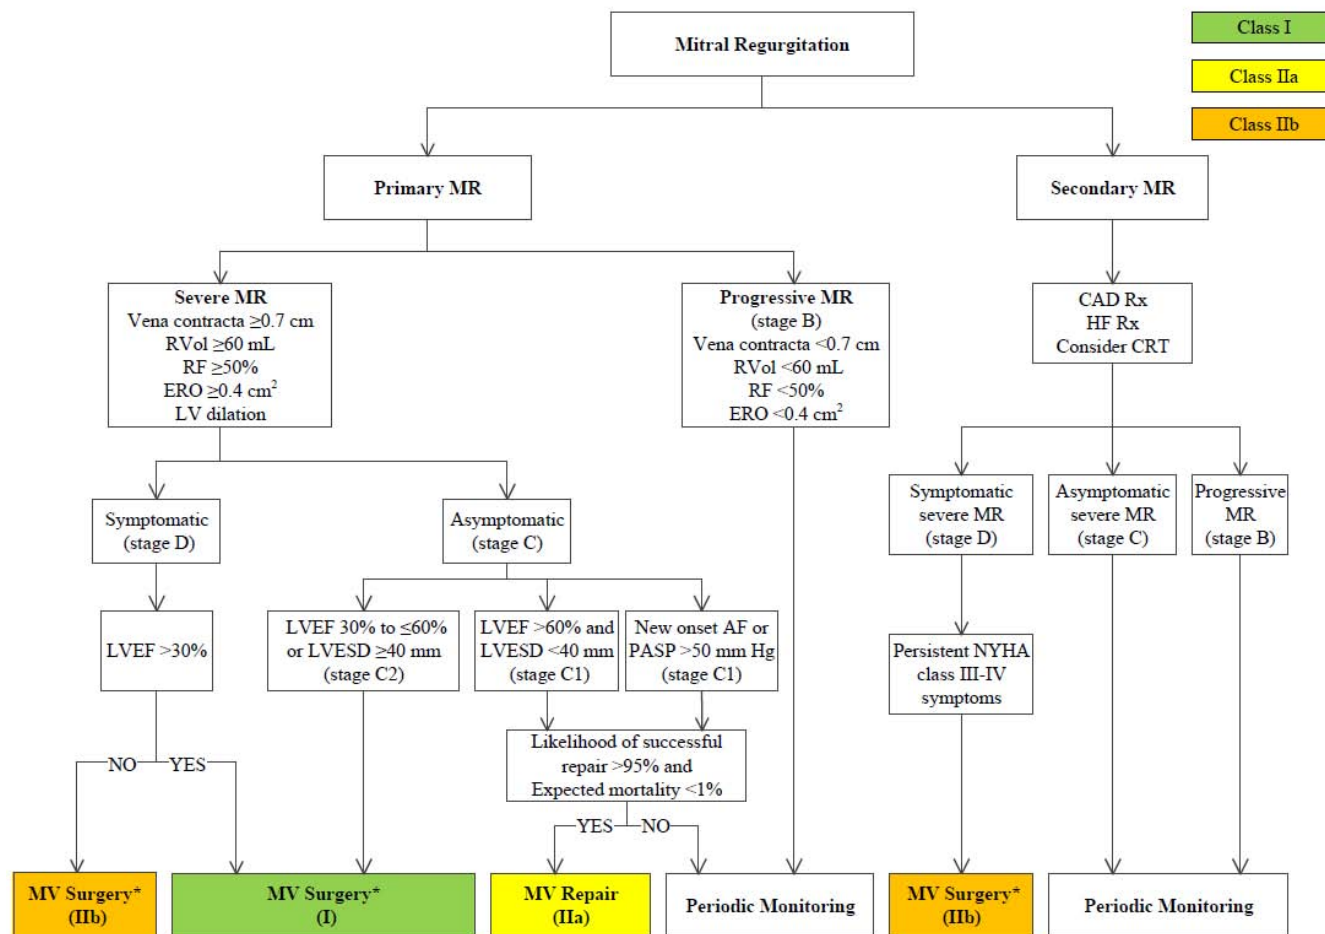 Mitral Regurgitation
Class I
Class IIa
Class IIb
Primary MR
Secondary MR
Severe MR
Vena contracta ≥0.7 cm
RVol ≥60 mL
RF ≥50%
ERO ≥0.4 cm²
LV dilation
Progressive MR
(stage B)
Vena contracta <0.7 cm
RVol <60 mL
RF <50%
ERO <0.4 cm²
CAD Rx
HF Rx
Consider CRT
Symptomatic
(stage D)
Asymptomatic
(stage C)
Symptomatic
severe MR
(stage D)
Asymptomatic
severe MR
(stage C)
Progressive
MR
(stage B)
LVEF >30%
LVEF 30% to ≤60%
or LVESD ≥40 mm
(stage C2)
LVEF >60% and
LVESD <40 mm
(stage C1)
New onset AF or
PASP >50 mm Hg
(stage C1)
Persistent NYHA
class III-IV
symptoms
Likelihood of successful
repair >95% and
Expected mortality <1%
NO
YES
YES
NO
MV Surgery*
(IIb)
MV Surgery*
(I)
MV Repair
(IIa)
Periodic Monitoring
MV Surgery*
(IIb)
Periodic Monitoring